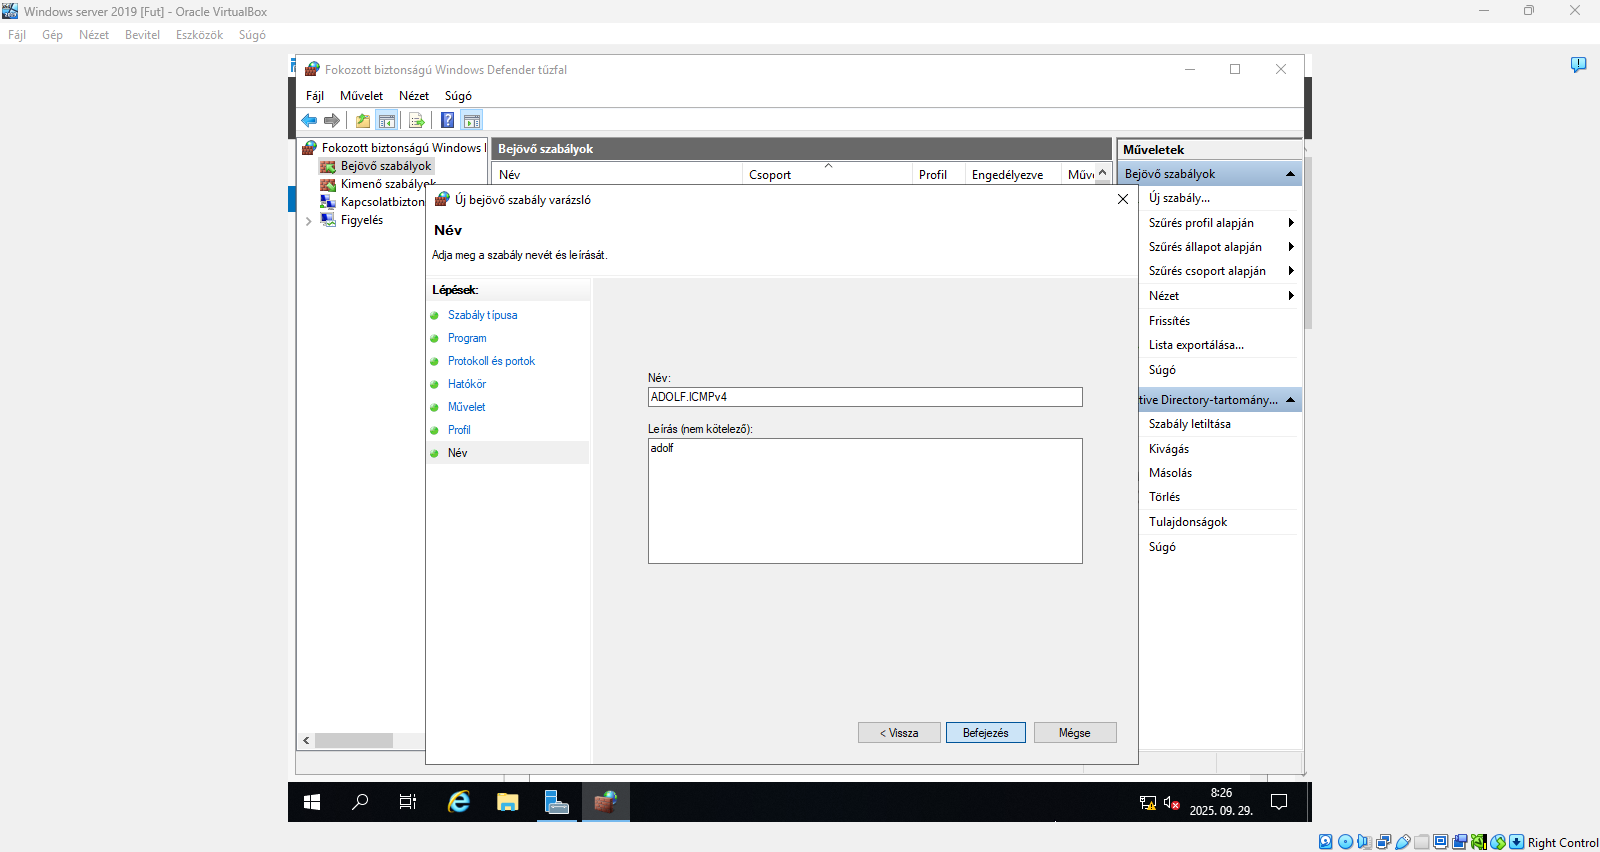 Windows server 2019 [Fut] - Oracle VirtualBox
Fájl Gép Nézet Bevitel Eszközök Súgó
Fokozott biztonságú Windows Defender tűzfal
Fájl Művelet Nézet Súgó
Fokozott biztonságú Windows
Bejövő szabályok
Kimenő szabályok
Kapcsolatbizton
Figyelés
Bejövő szabályok
Név Csoport Profil Engedélyezve Műv
Új bejövő szabály varázsló
Név
Adja meg a szabály nevét és leírását.
Lépések:
Szabály típusa
Program
Protokoll és portok
Hatókör
Művelet
Profil
Név
Név:
ADOLF.ICMPv4
Leírás (nem kötelező):
adolf
< Vissza Befejezés Mégse
Műveletek
Bejövő szabályok
Új szabály...
Szűrés profil alapján
Szűrés állapot alapján
Szűrés csoport alapján
Nézet
Frissítés
Lista exportálása...
Súgó
tive Directory-tartomány...
Szabály letiltása
Kivágás
Másolás
Törlés
Tulajdonságok
Súgó
8:26
2025. 09. 29.
Right Control